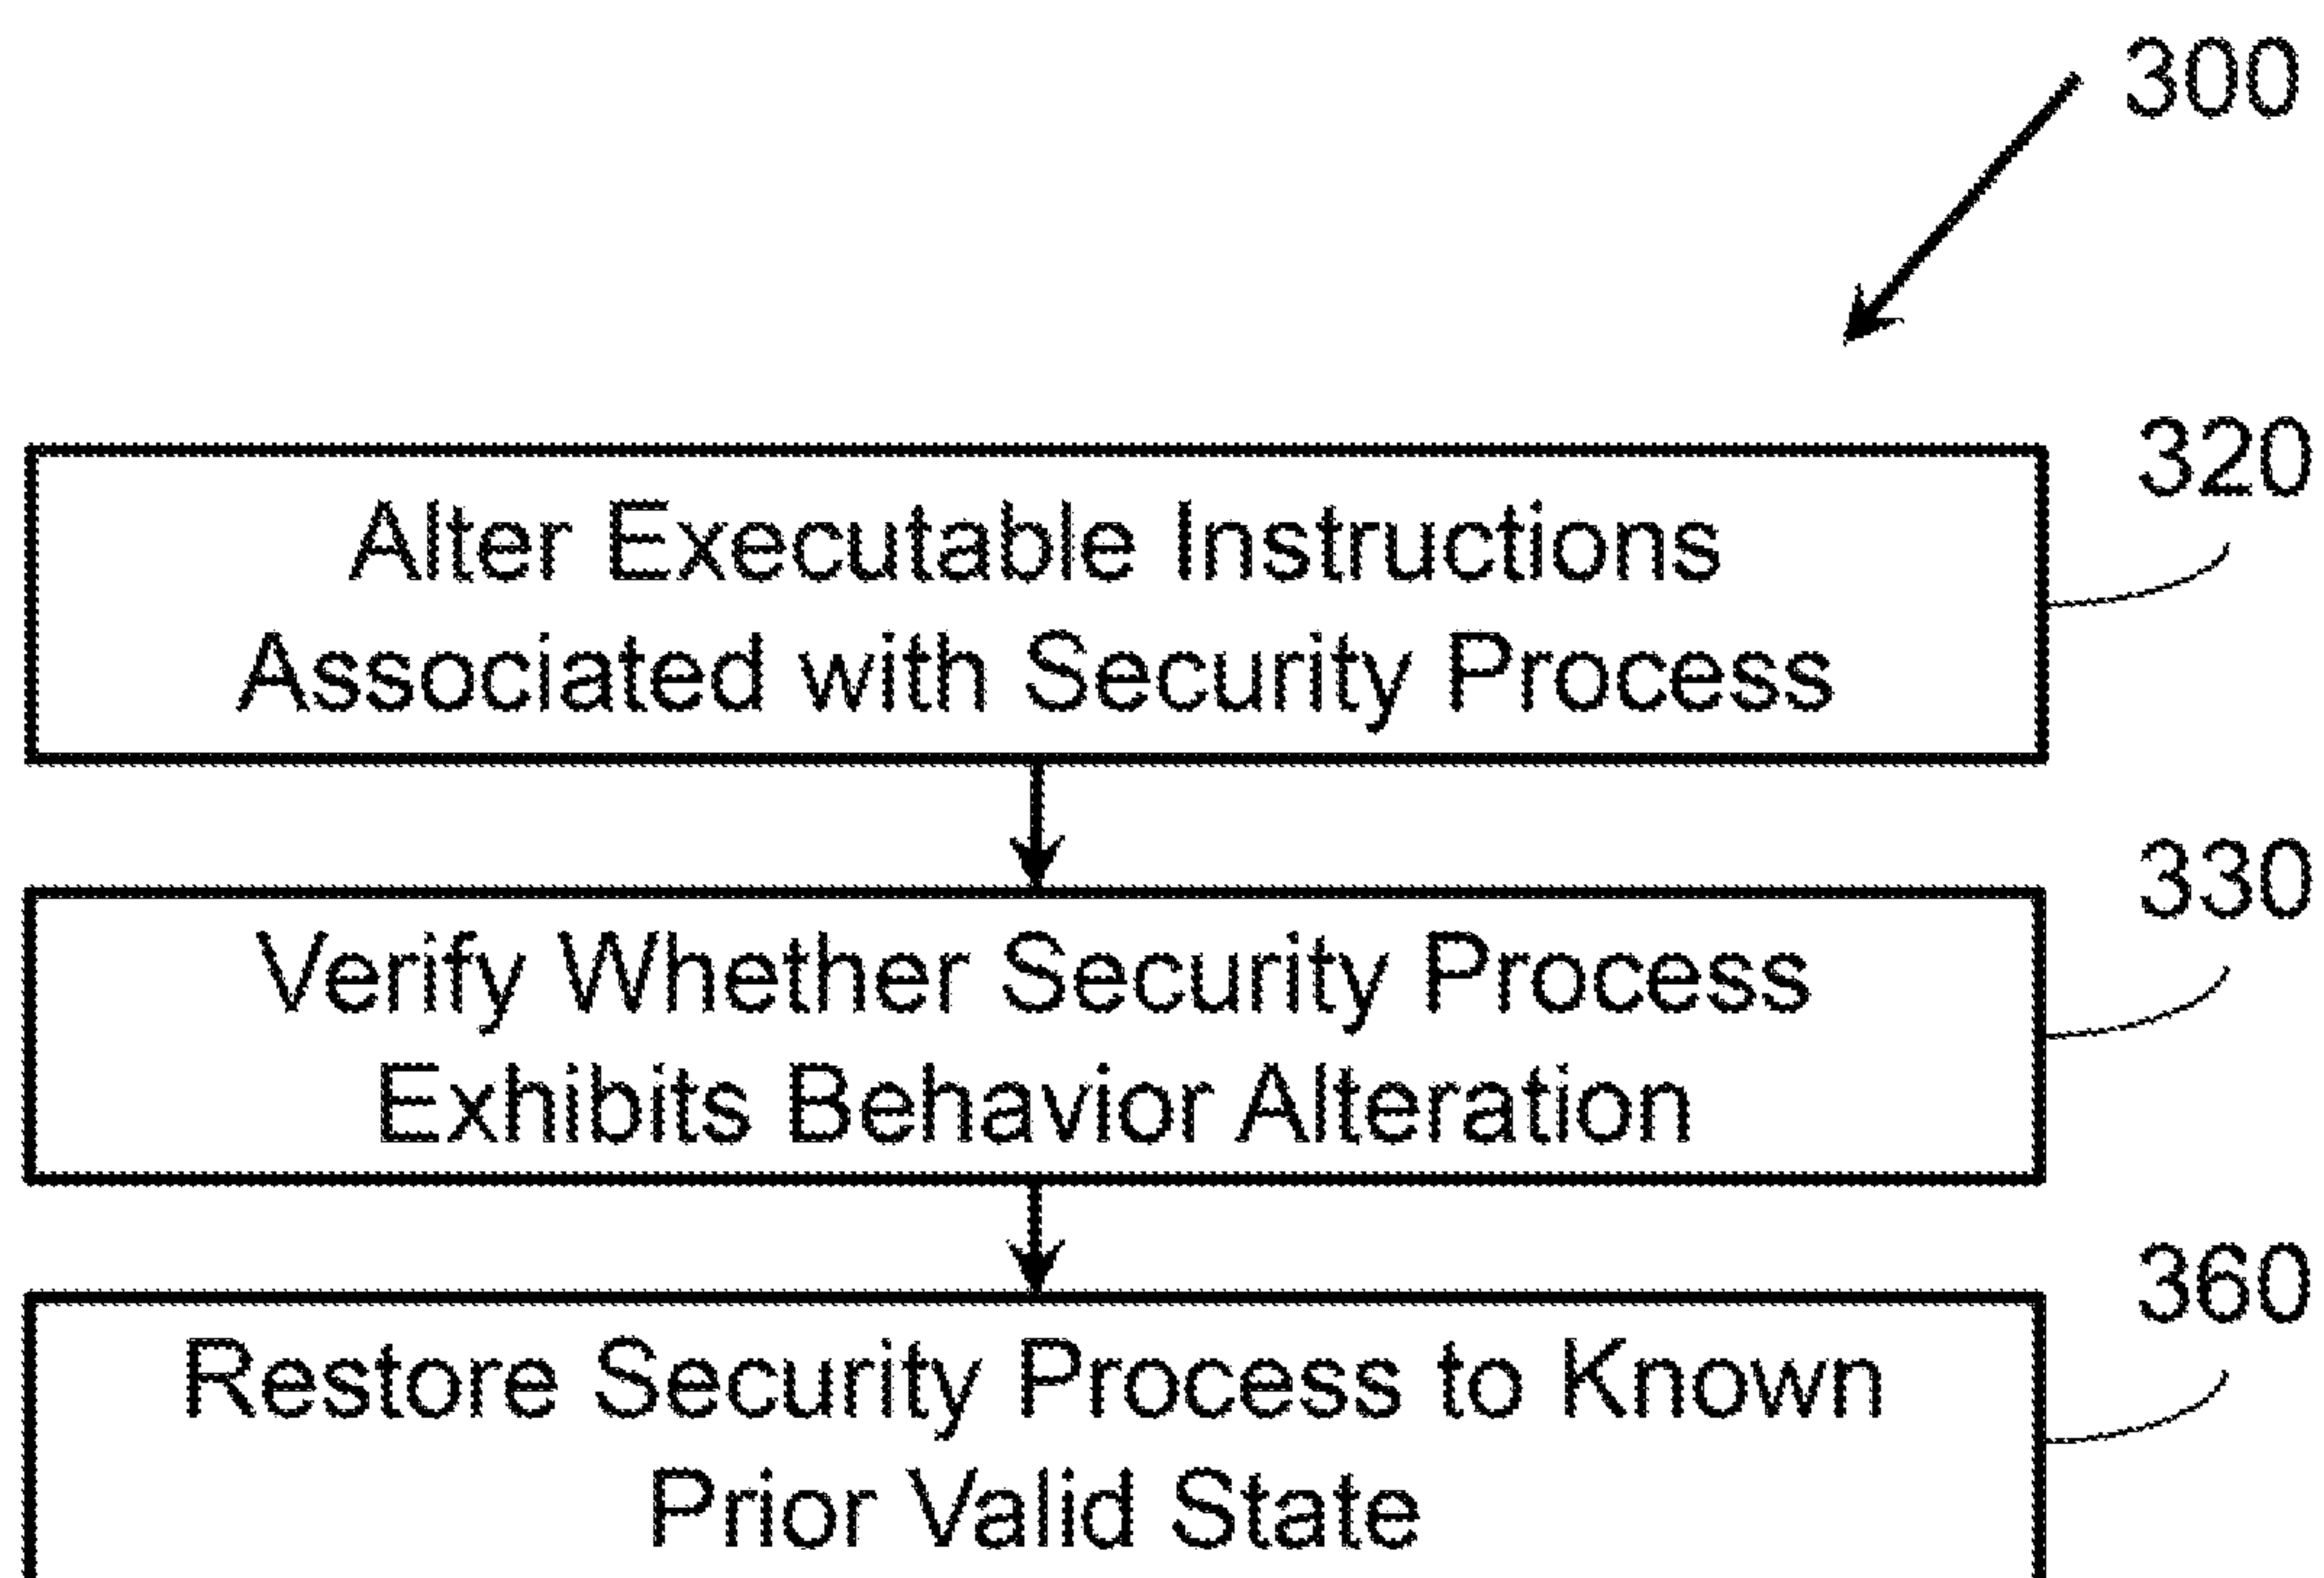 300
320
Alter Executable Instructions
Associated with Security Process
330
Verify Whether Security Process
Exhibits Behavior Alteration
360
Restore Security Process to Known
Prior Valid State